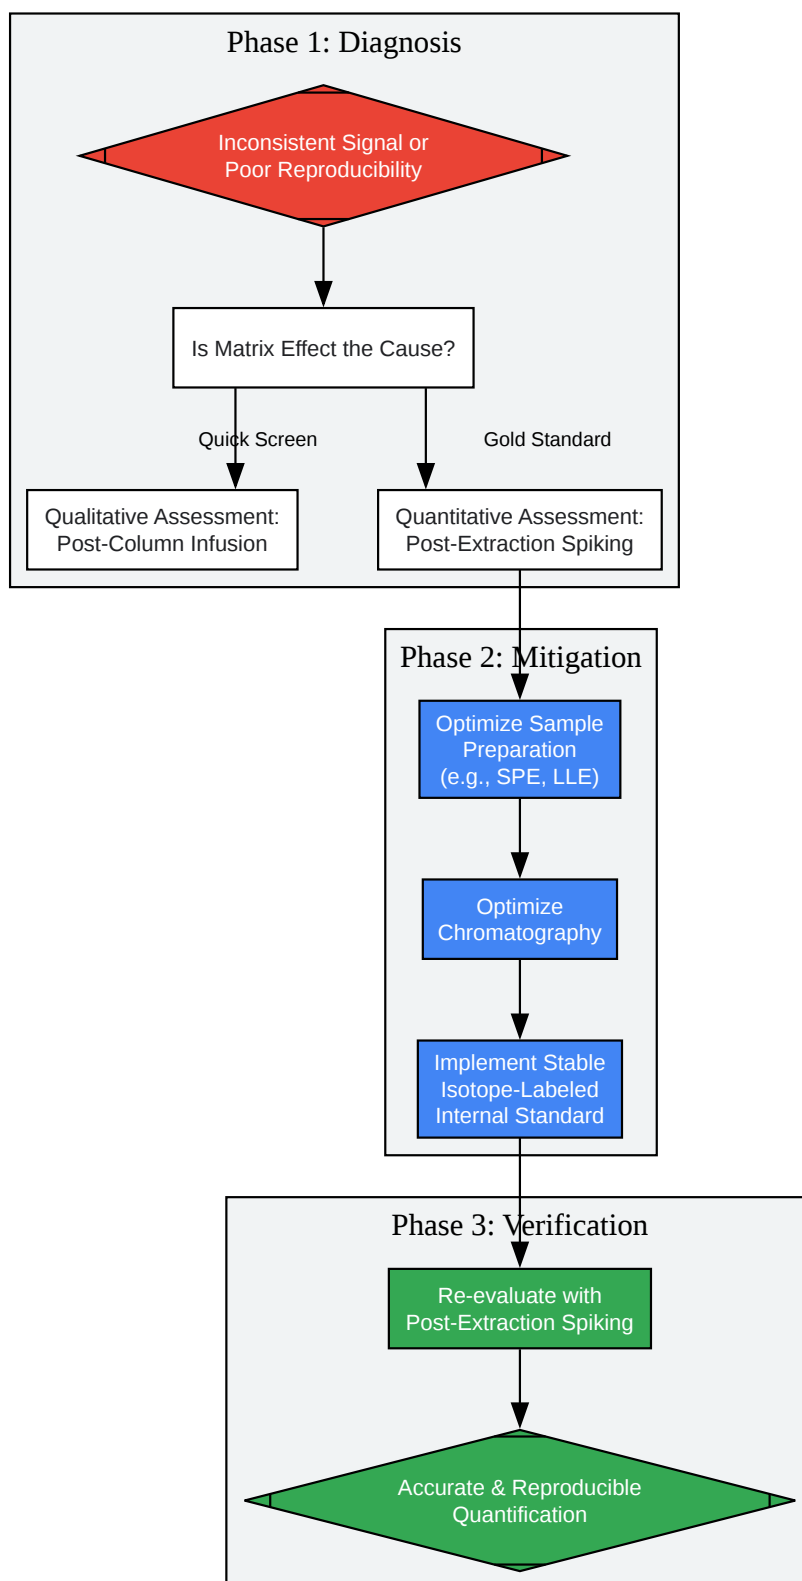 Phase 1: Diagnosis
Inconsistent Signal or
Poor Reproducibility
Is Matrix Effect the Cause?
Quick Screen
Gold Standard
Qualitative Assessment:
Post-Column Infusion
Quantitative Assessment:
Post-Extraction Spiking
Phase 2: Mitigation
Optimize Sample
Preparation
(e.g., SPE, LLE)
Optimize
Chromatography
Implement Stable
Isotope-Labeled
Internal Standard
Phase 3: Verification
Re-evaluate with
Post-Extraction Spiking
Accurate & Reproducible
Quantification